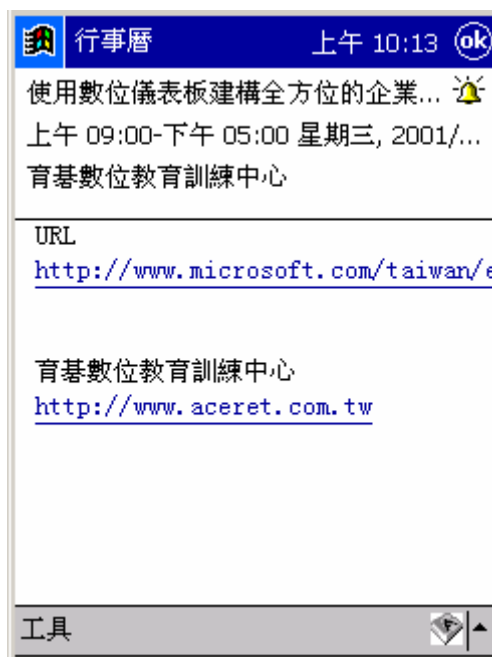 行事曆 上午 10:13 ok
使用數位儀表板建構全方位的企業...
上午 09:00-下午 05:00 星期三, 2001/...
育碁數位教育訓練中心
URL
http://www.microsoft.com/taiwan/e
育碁數位教育訓練中心
http://www.aceret.com.tw
工具